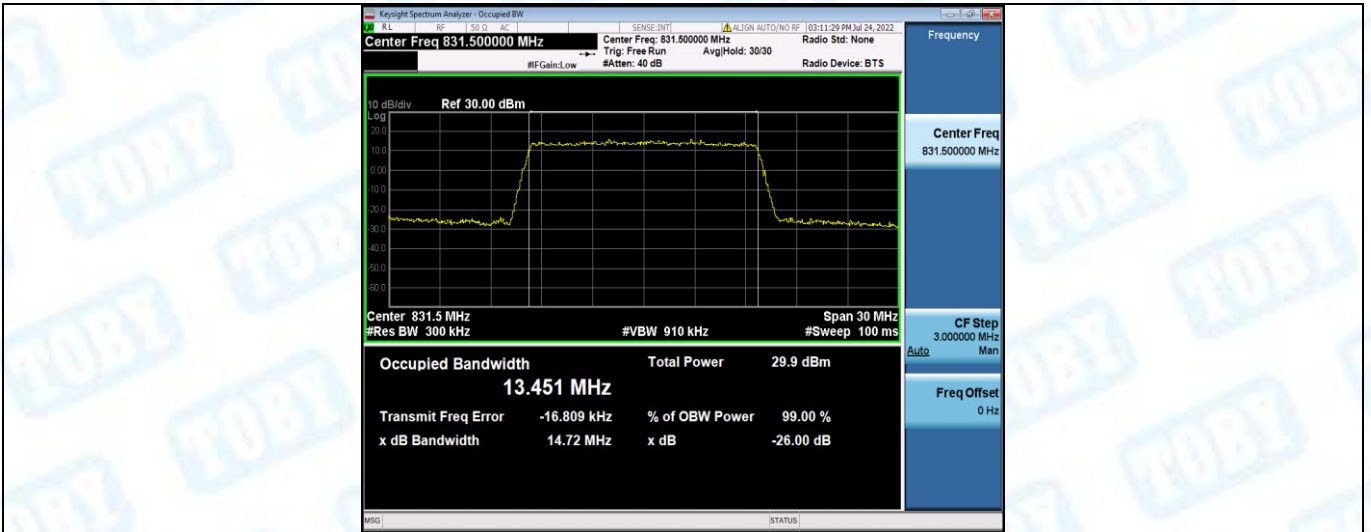 Keysight Spectrum Analyzer - Occupied BW
RL RF 50 Ω AC SENSE:INT ALIGN AUTO/NO RF 03:11:29 PM Jul 24, 2022
Center Freq 831.500000 MHz
Center Freq: 831.500000 MHz Radio Std: None
Trig: Free Run Avg|Hold: 30/30
#IFGain:Low #Atten: 40 dB Radio Device: BTS
10 dB/div Ref 30.00 dBm
Log
20.0
10.0
0.00
-10.0
-20.0
-30.0
-40.0
-50.0
-60.0
Center 831.5 MHz Span 30 MHz
#Res BW 300 kHz #VBW 910 kHz #Sweep 100 ms
Occupied Bandwidth Total Power 29.9 dBm
13.451 MHz
Transmit Freq Error -16.809 kHz % of OBW Power 99.00 %
x dB Bandwidth 14.72 MHz x dB -26.00 dB
MSG STATUS
Frequency
Center Freq
831.500000 MHz
CF Step
3.000000 MHz
Auto Man
Freq Offset
0 Hz
TOBY
TOBY
TOBY
TOBY
TOBY
TOBY
TOBY
TOBY